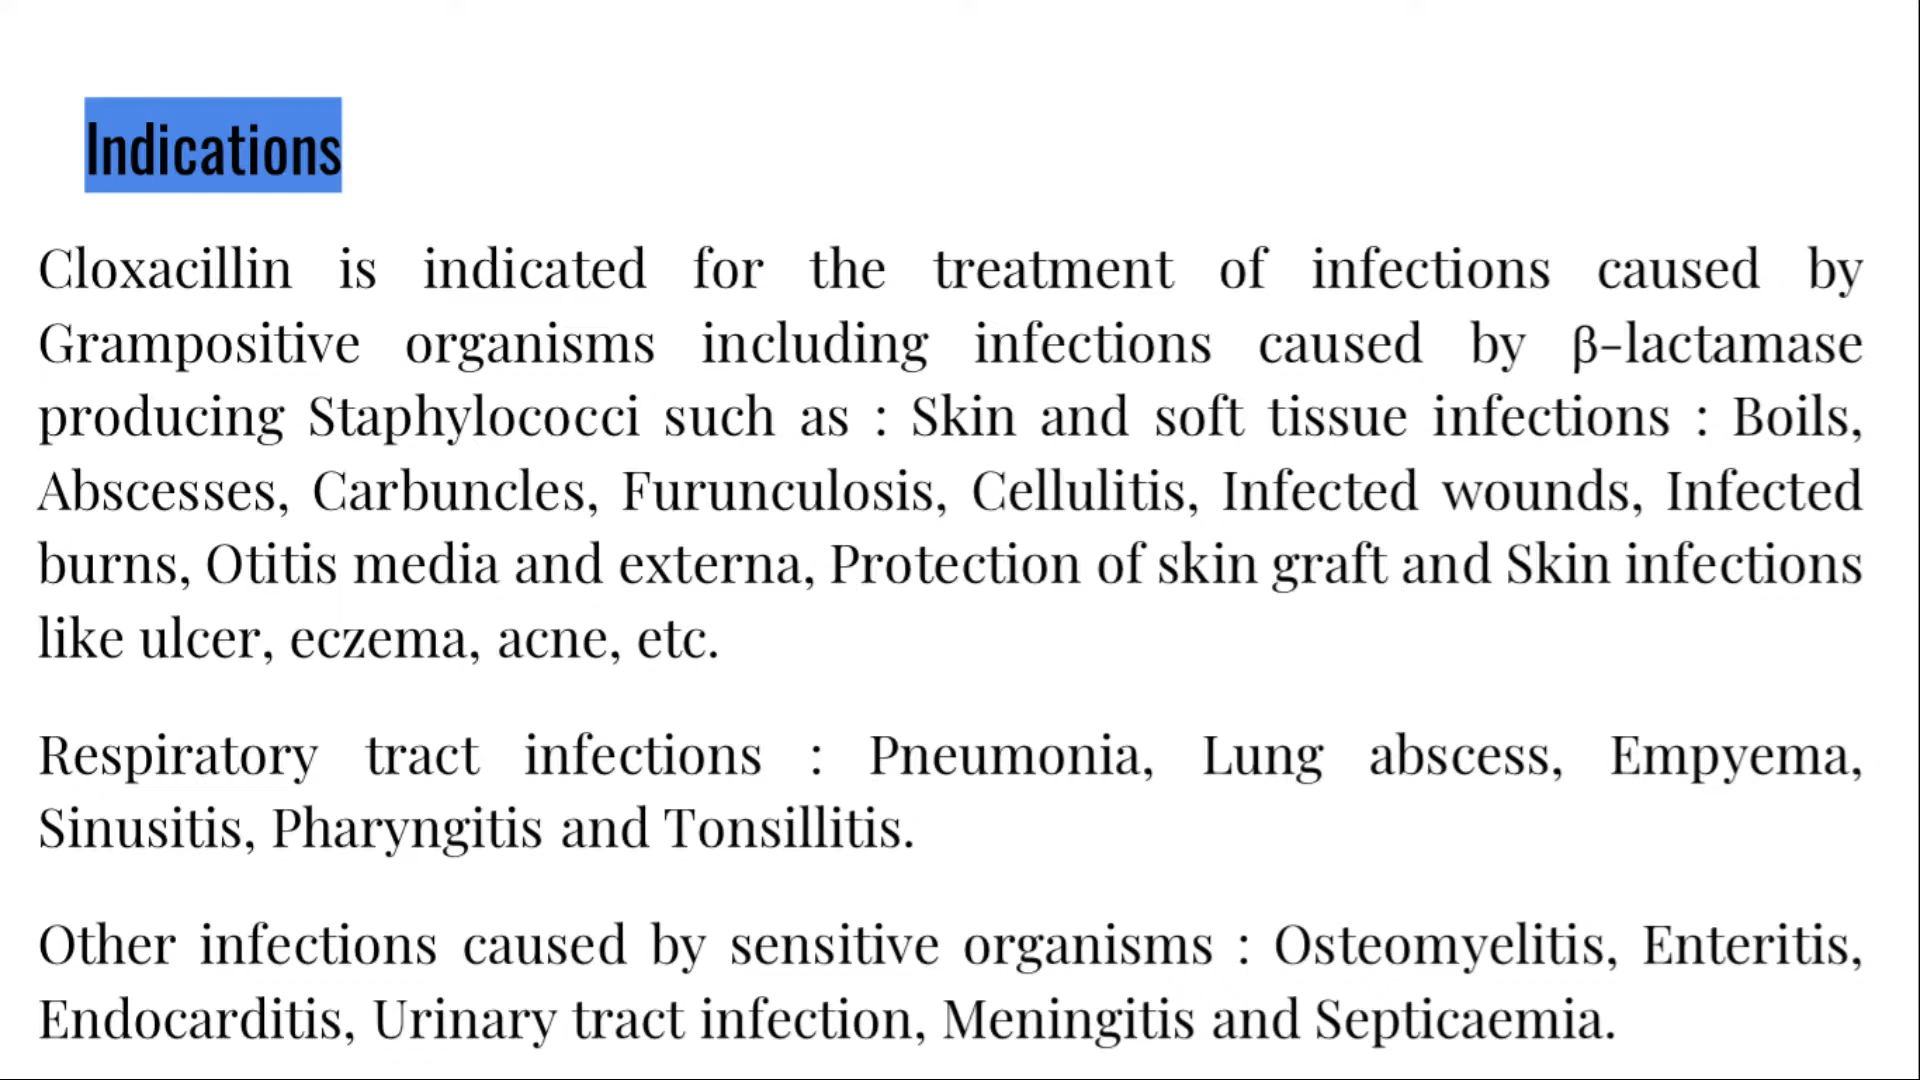 Indications
Cloxacillin is indicated for the treatment of infections caused by
Grampositive organisms including infections caused by β-lactamase
producing Staphylococci such as : Skin and soft tissue infections : Boils,
Abscesses, Carbuncles, Furunculosis, Cellulitis, Infected wounds, Infected
burns, Otitis media and externa, Protection of skin graft and Skin infections
like ulcer, eczema, acne, etc.
Respiratory tract infections : Pneumonia, Lung abscess, Empyema,
Sinusitis, Pharyngitis and Tonsillitis.
Other infections caused by sensitive organisms : Osteomyelitis, Enteritis,
Endocarditis, Urinary tract infection, Meningitis and Septicaemia.